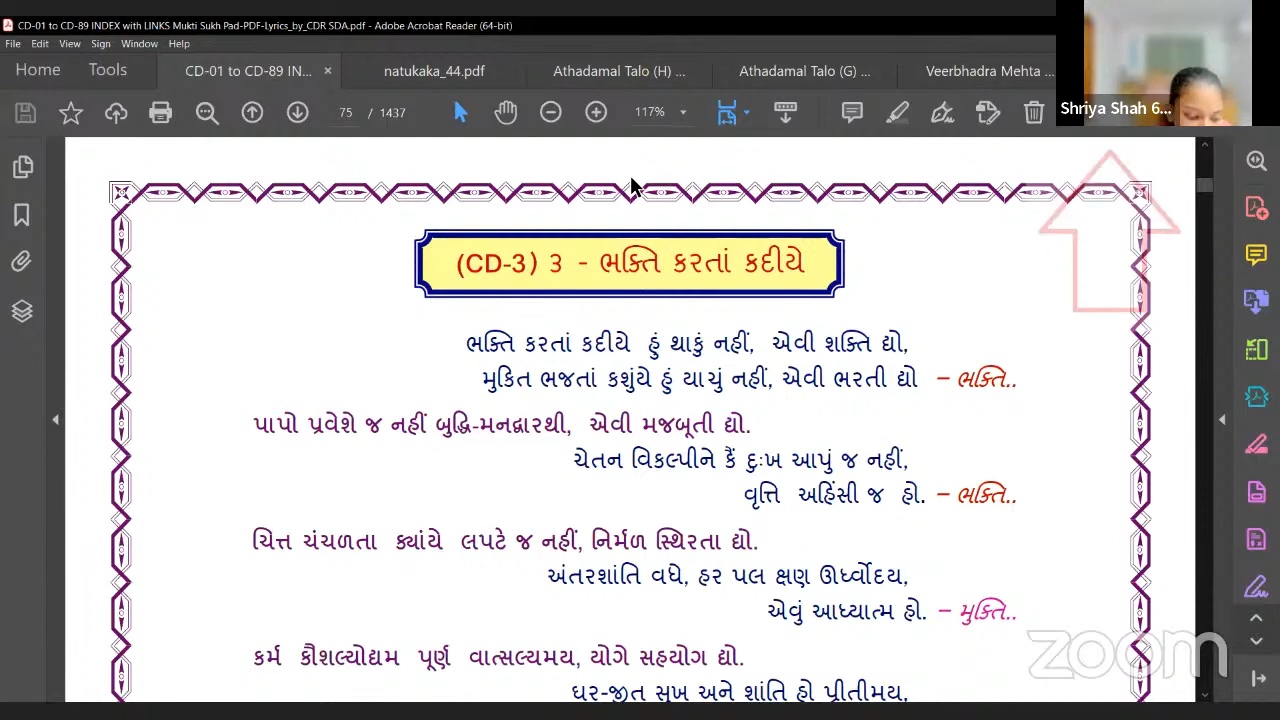 CD-01 to CD-89 INDEX with LINKS Mukti Sukh Pad-PDF-Lyrics_by_CDR SDA.pdf - Adobe Acrobat Reader (64-bit)
File Edit View Sign Window Help
Home Tools CD-01 to CD-89 IN... × natukaka_44.pdf Athadamal Talo (H) ... Athadamal Talo (G) ... Veerbhadra Mehta ...
Shriya Shah 6...
75 / 1437 117%
(CD-3) ૩ - ભક્તિ કરતાં કદીયે
ભક્તિ કરતાં કદીયે હું થાકું નહીં, એવી શક્તિ દ્યો,
મુકિત ભજતાં કશુંયે હું યાચું નહીં, એવી ભરતી દ્યો – ભક્તિ..
પાપો પ્રવેશે જ નહીં બુદ્ધિ-મનદ્વારથી, એવી મજબૂતી દ્યો.
ચેતન વિકલ્પીને કૈં દુઃખ આપું જ નહીં,
વૃત્તિ અહિંસી જ હો. – ભક્તિ..
ચિત્ત ચંચળતા ક્યાંયે લપટે જ નહીં, નિર્મળ સ્થિરતા દ્યો.
અંતરશાંતિ વધે, હર પલ ક્ષણ ઊર્ધ્વોદય,
એવું આધ્યાત્મ હો. – મુક્તિ..
કર્મ કૌશલ્યોદ્યમ પૂર્ણ વાત્સલ્યમય, યોગે સહયોગ દ્યો.
ઘર-જીત સુખ અને શાંતિ હો પ્રીતીમય,
zoom